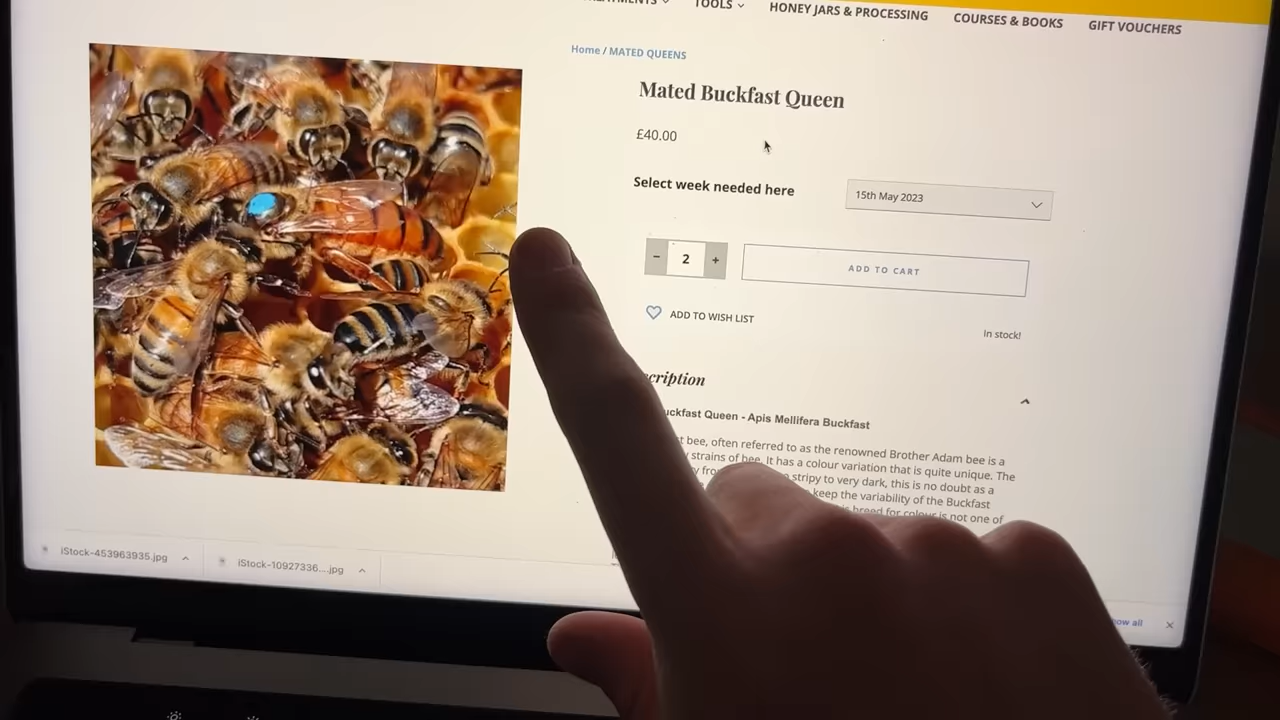 TOOLS
HONEY JARS & PROCESSING
COURSES & BOOKS
GIFT VOUCHERS
Home / MATED QUEENS
Mated Buckfast Queen
£40.00
Select week needed here
15th May 2023
− 2 +
ADD TO CART
ADD TO WISH LIST
In stock!
Queen - Apis Mellifera Buckfast
bee, often referred to as the renowned Brother Adam bee is a
strains of bee. It has a colour variation that is quite unique. The
stripy to very dark, this is no doubt as a
keep the variability of the Buckfast
breed for colour is not one of
iStock-453963935.jpg
iStock-10927336...jpg
all